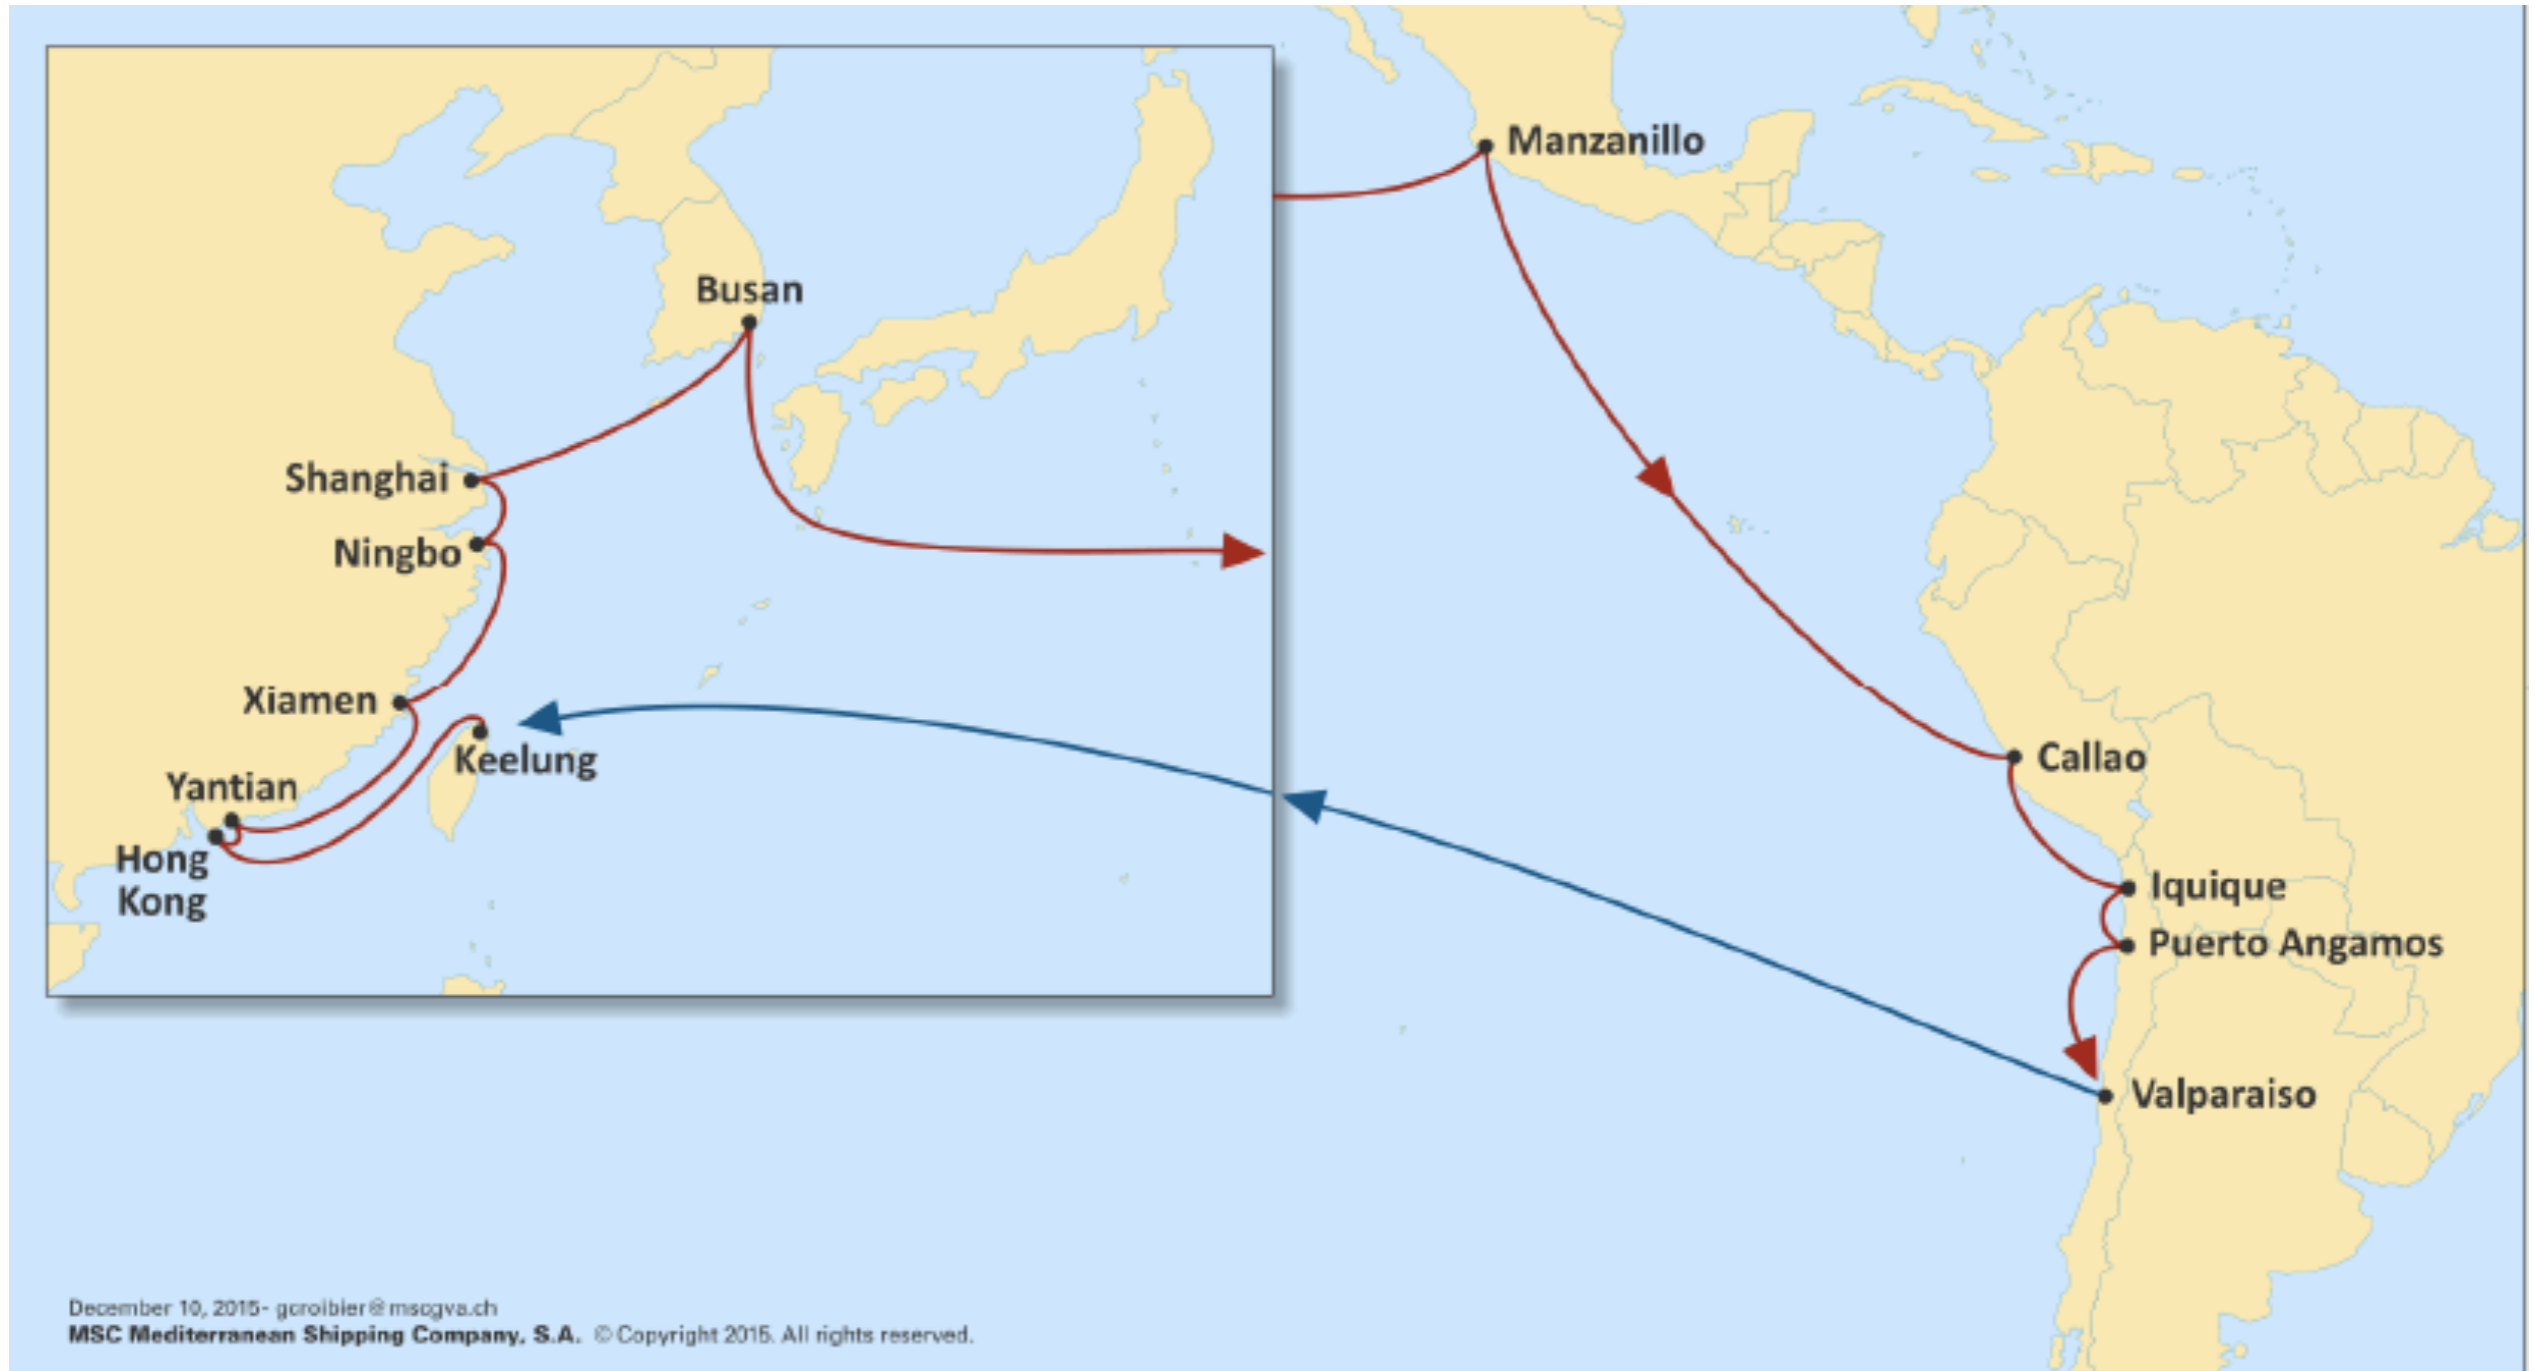 Manzanillo
Busan
Shanghai
Ningbo
Xiamen
Keelung
Yantian
Hong
Kong
Callao
Iquique
Puerto Angamos
Valparaiso
December 10, 2015- gcroibier@mscgva.ch
MSC Mediterranean Shipping Company, S.A. © Copyright 2015. All rights reserved.